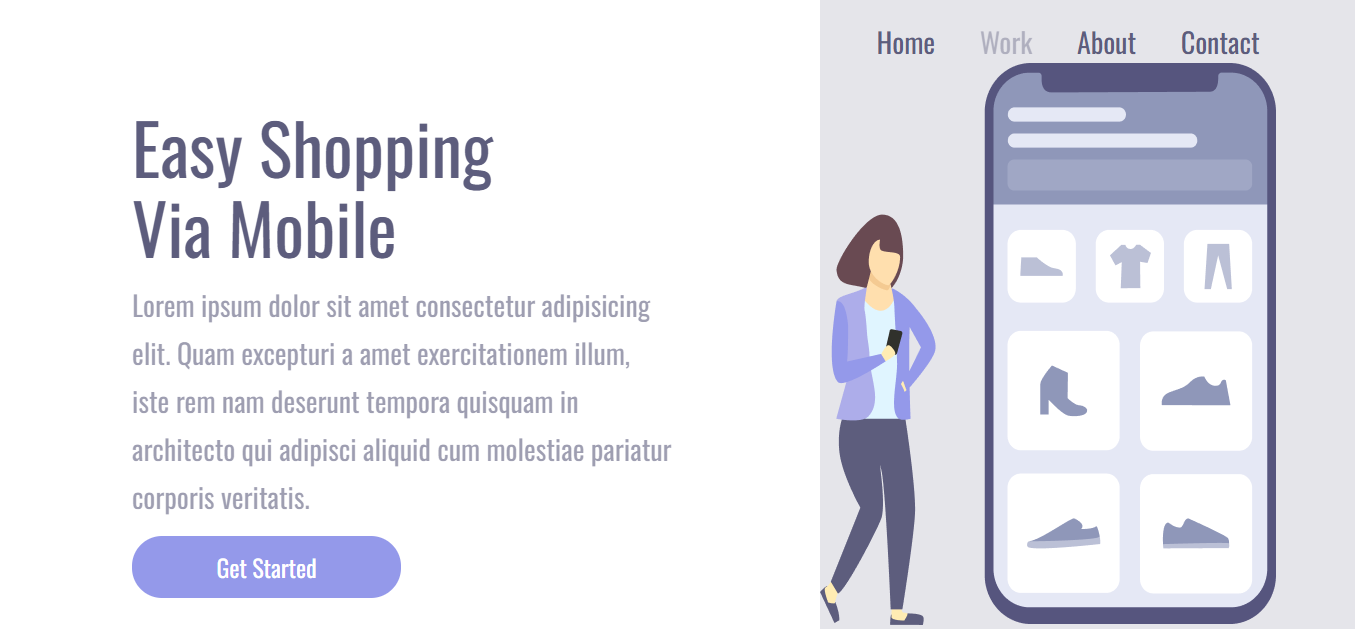 Home Work About Contact
Easy Shopping
Via Mobile
Lorem ipsum dolor sit amet consectetur adipisicing
elit. Quam excepturi a amet exercitationem illum,
iste rem nam deserunt tempora quisquam in
architecto qui adipisci aliquid cum molestiae pariatur
corporis veritatis.
Get Started